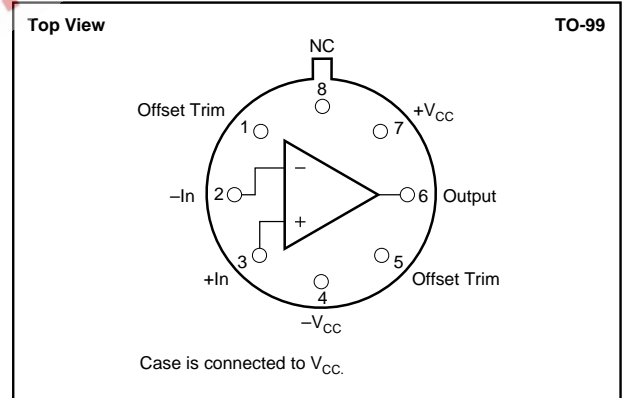 Top View
TO-99
NC
8
Offset Trim
1
7
+VCC
–In
2
–
6
Output
+
3
+In
5
Offset Trim
4
–VCC
Case is connected to VCC.